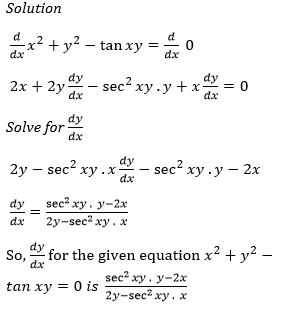 Solution
d/dx x² + y² − tan xy = d/dx 0
2x + 2y dy/dx − sec² xy . y + x dy/dx = 0
Solve for dy/dx
2y − sec² xy . x dy/dx − sec² xy . y − 2x
dy/dx = sec² xy . y−2x / 2y−sec² xy . x
So, dy/dx for the given equation x² + y² −
tan xy = 0 is sec² xy . y−2x / 2y−sec² xy . x